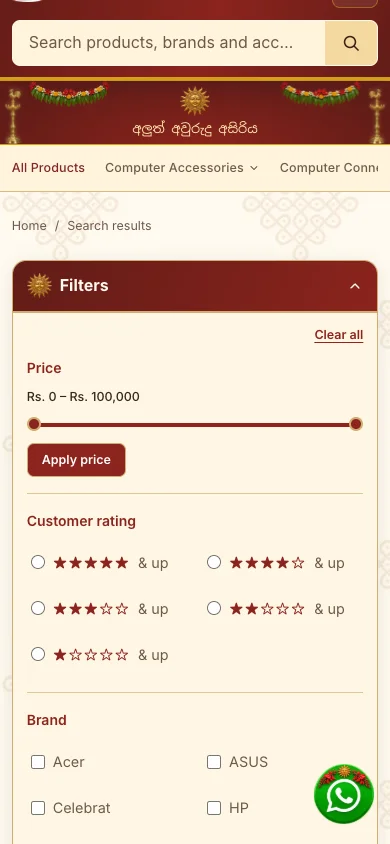 Search products, brands and acc...
අලුත් අවුරුදු අසිරිය
All Products Computer Accessories Computer Conne
Home / Search results
Filters
Clear all
Price
Rs. 0 – Rs. 100,000
Apply price
Customer rating
★★★★★ & up ★★★★☆ & up
★★★☆☆ & up ★★☆☆☆ & up
★☆☆☆☆ & up
Brand
Acer ASUS
Celebrat HP